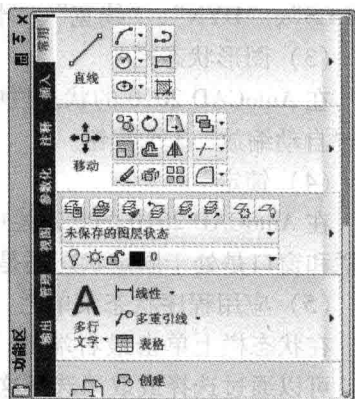 常用
插入
注释
参数化
视图
管理
输出
功能区
直线
移动
未保存的图层状态
0
A
多行
文字
线性
多重引线
表格
创建